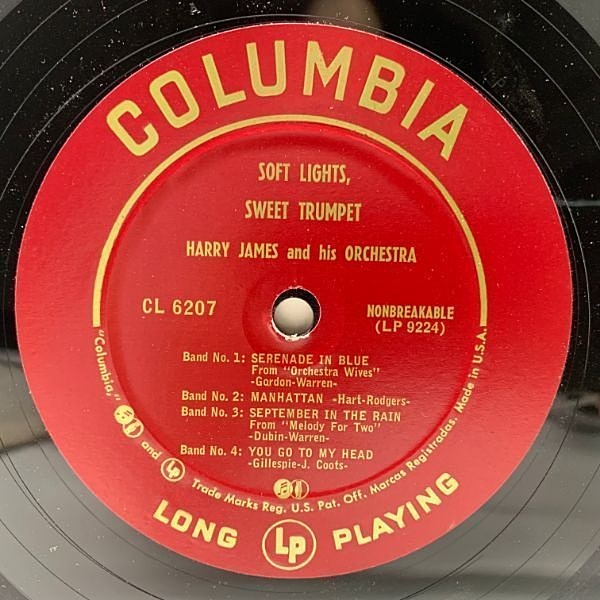 COLUMBIA
SOFT LIGHTS,
SWEET TRUMPET
HARRY JAMES and his ORCHESTRA
CL 6207
NONBREAKABLE
(LP 9224)
Band No. 1: SERENADE IN BLUE
From "Orchestra Wives"
-Gordon-Warren-
Band No. 2: MANHATTAN -Hart-Rodgers-
Band No. 3: SEPTEMBER IN THE RAIN
From "Melody For Two"
-Dubin-Warren-
Band No. 4: YOU GO TO MY HEAD
-Gillespie-J. Coots-
"Columbia," and LP Trade Marks Reg. U.S. Pat. Off. Marcas Registradas. Made in U.S.A.
LONG LP PLAYING